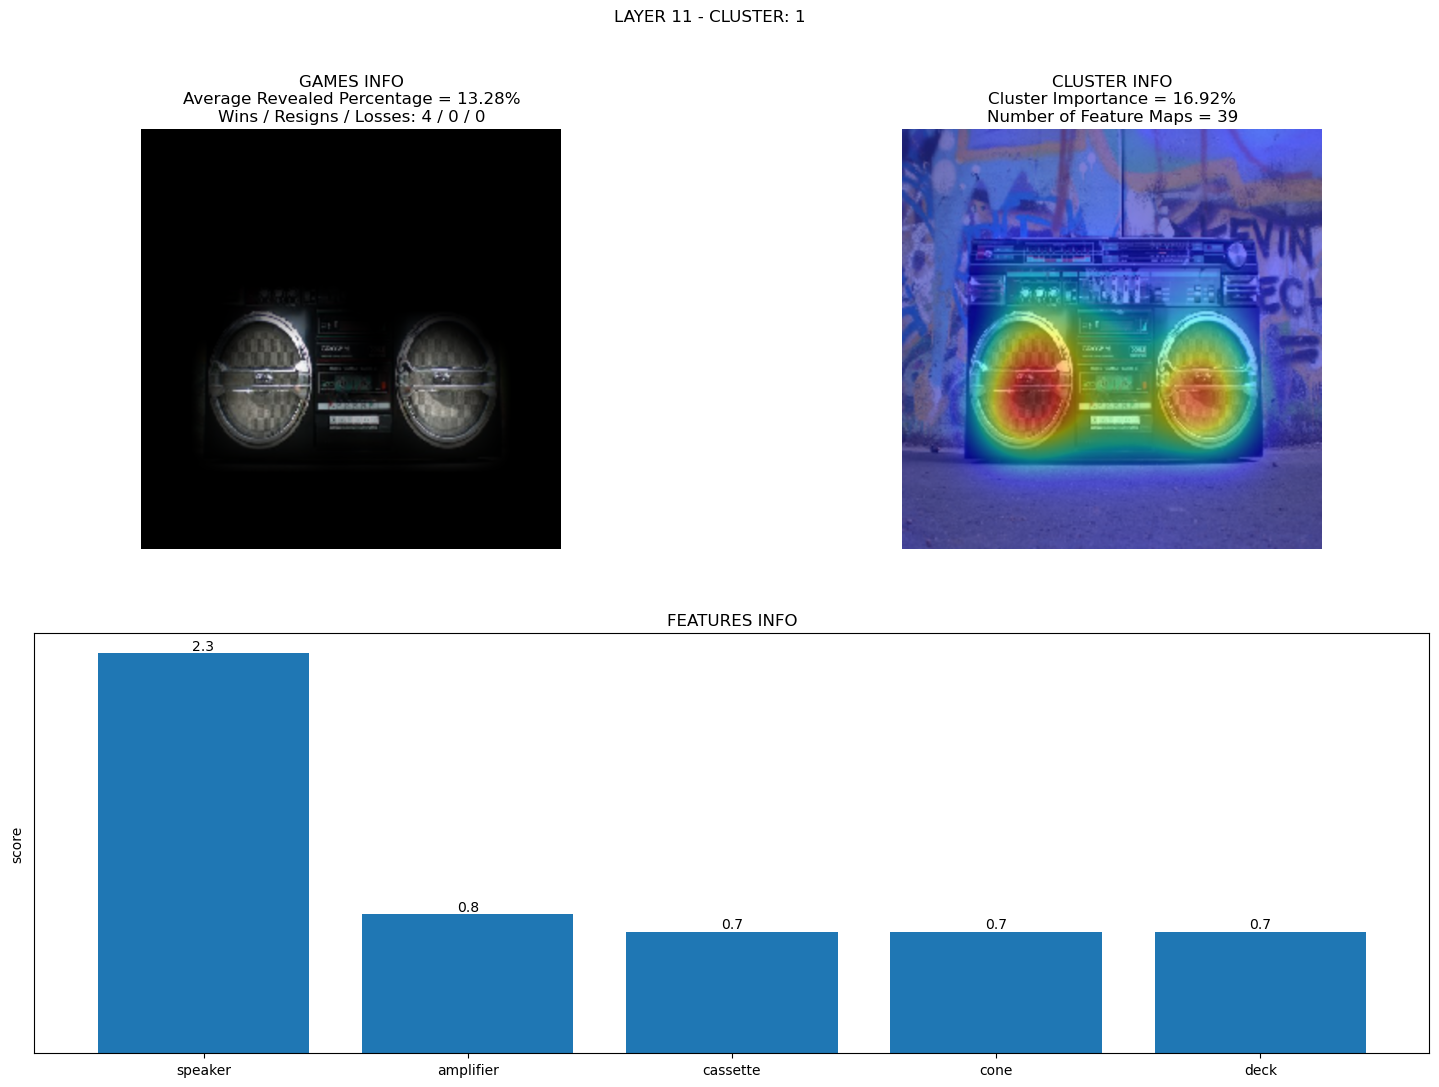 LAYER 11 - CLUSTER: 1
GAMES INFO
Average Revealed Percentage = 13.28%
Wins / Resigns / Losses: 4 / 0 / 0
CLUSTER INFO
Cluster Importance = 16.92%
Number of Feature Maps = 39
EVIN
ECH
FEATURES INFO
score
2.3
0.8
0.7
0.7
0.7
speaker
amplifier
cassette
cone
deck